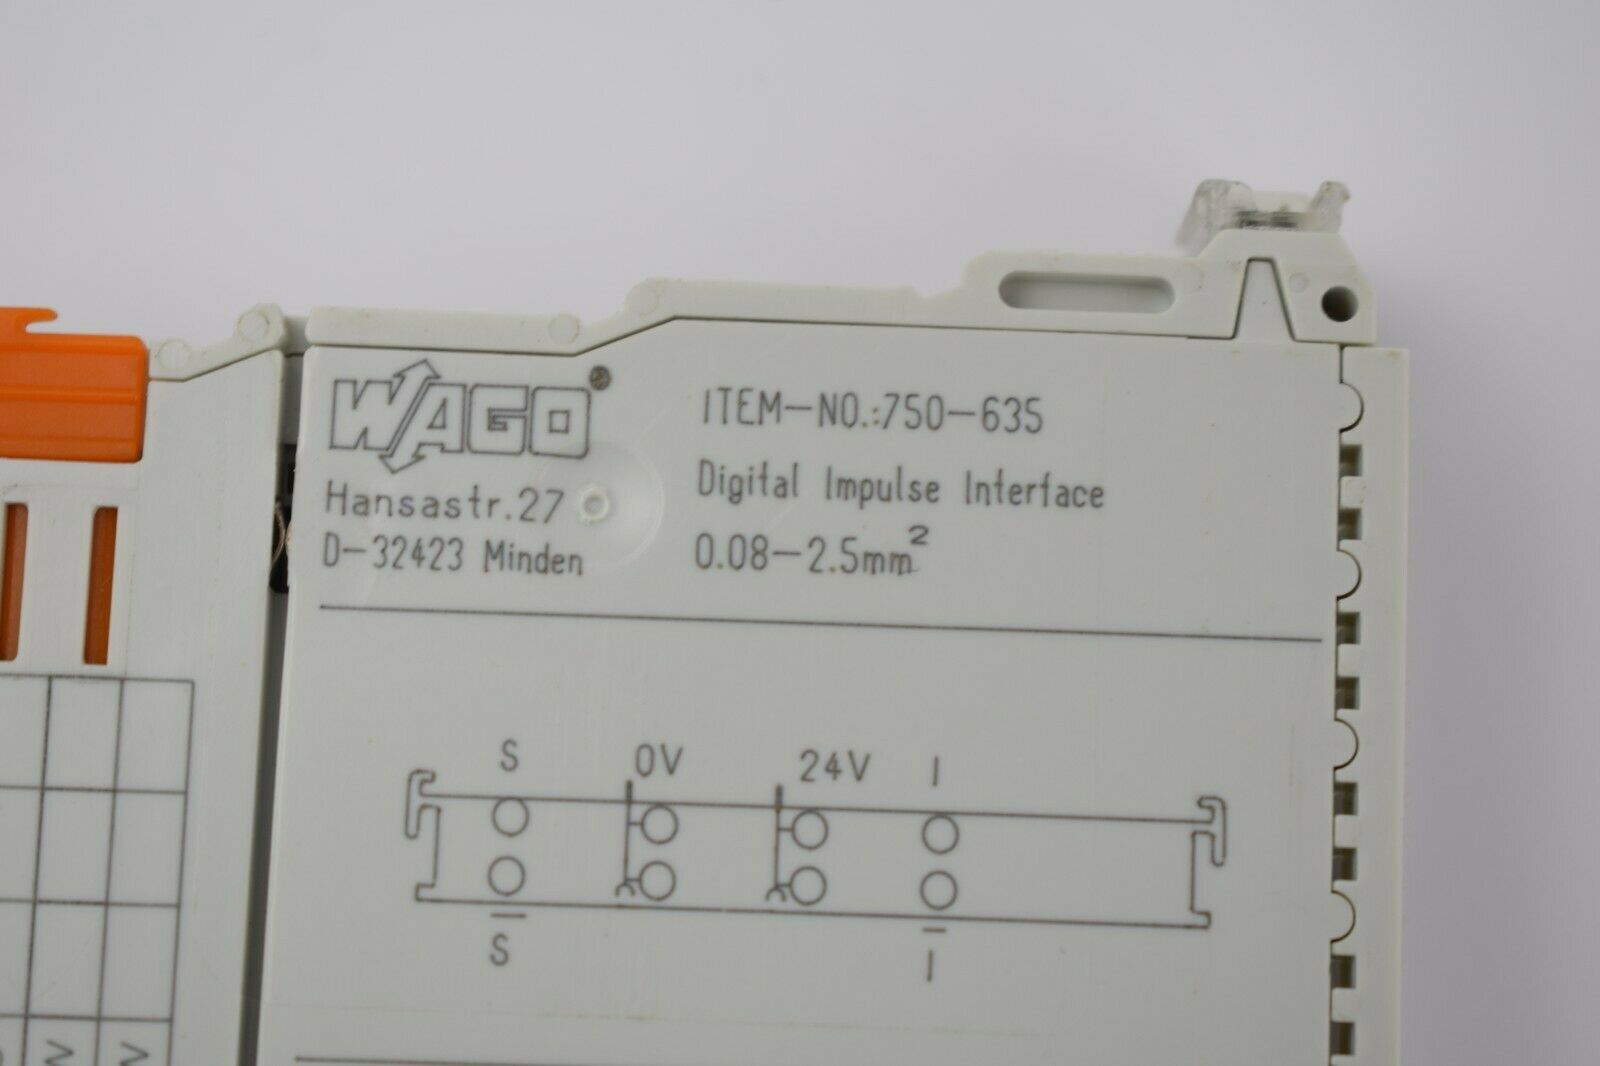 WAGO
Hansastr.27
D-32423 Minden
ITEM-NO.:750-635
Digital Impulse Interface
0.08-2.5mm²
S 0V 24V I
S̅ I̅